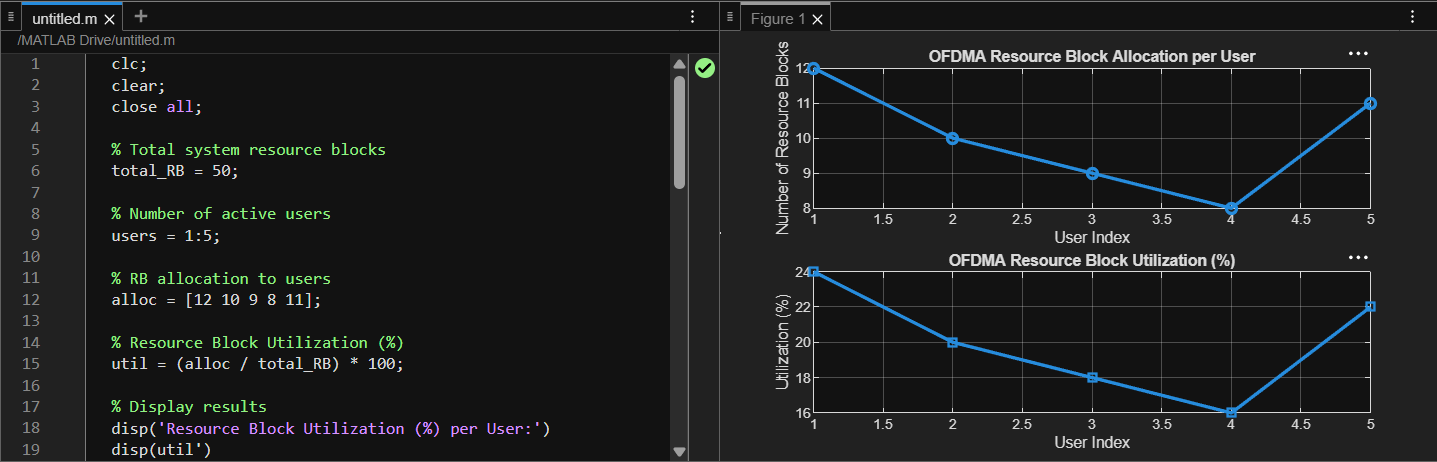 untitled.m
/MATLAB Drive/untitled.m
1 clc;
2 clear;
3 close all;
4
5 % Total system resource blocks
6 total_RB = 50;
7
8 % Number of active users
9 users = 1:5;
10
11 % RB allocation to users
12 alloc = [12 10 9 8 11];
13
14 % Resource Block Utilization (%)
15 util = (alloc / total_RB) * 100;
16
17 % Display results
18 disp('Resource Block Utilization (%) per User:')
19 disp(util')
Figure 1
OFDMA Resource Block Allocation per User
Number of Resource Blocks
12
11
10
9
8
1 1.5 2 2.5 3 3.5 4 4.5 5
User Index
OFDMA Resource Block Utilization (%)
Utilization (%)
24
22
20
18
16
1 1.5 2 2.5 3 3.5 4 4.5 5
User Index